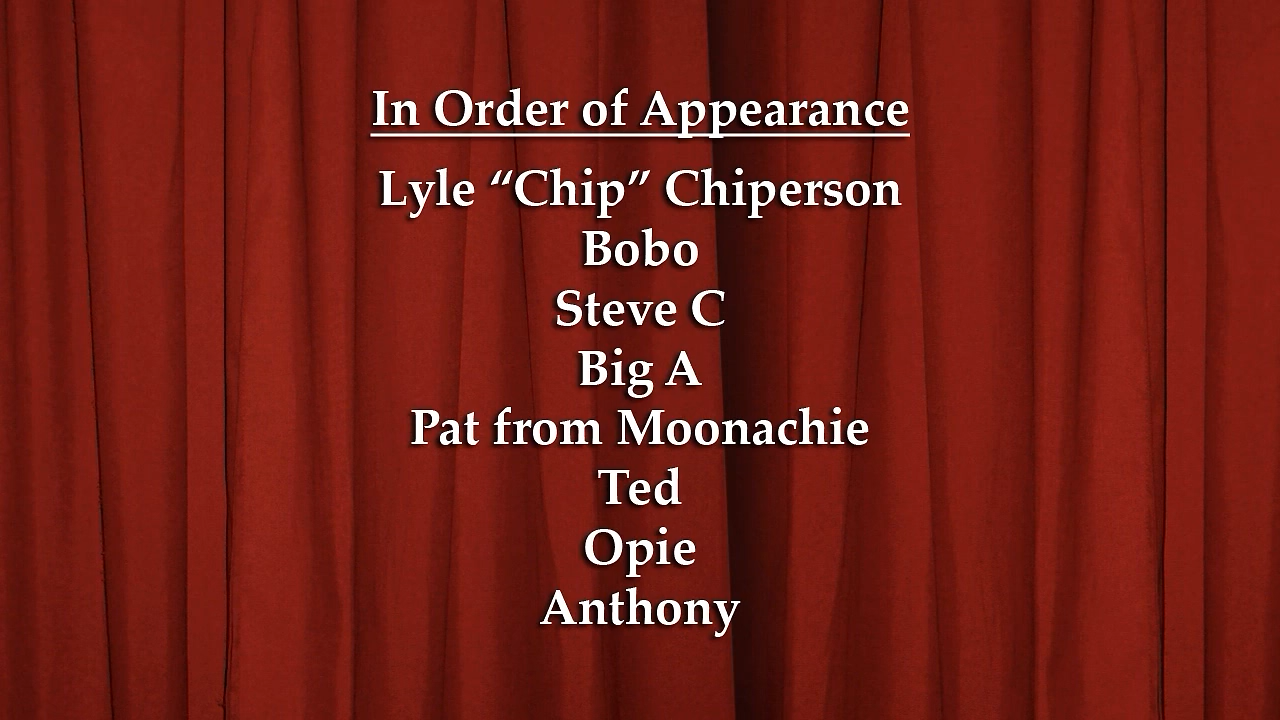 In Order of Appearance
Lyle “Chip” Chiperson
Bobo
Steve C
Big A
Pat from Moonachie
Ted
Opie
Anthony